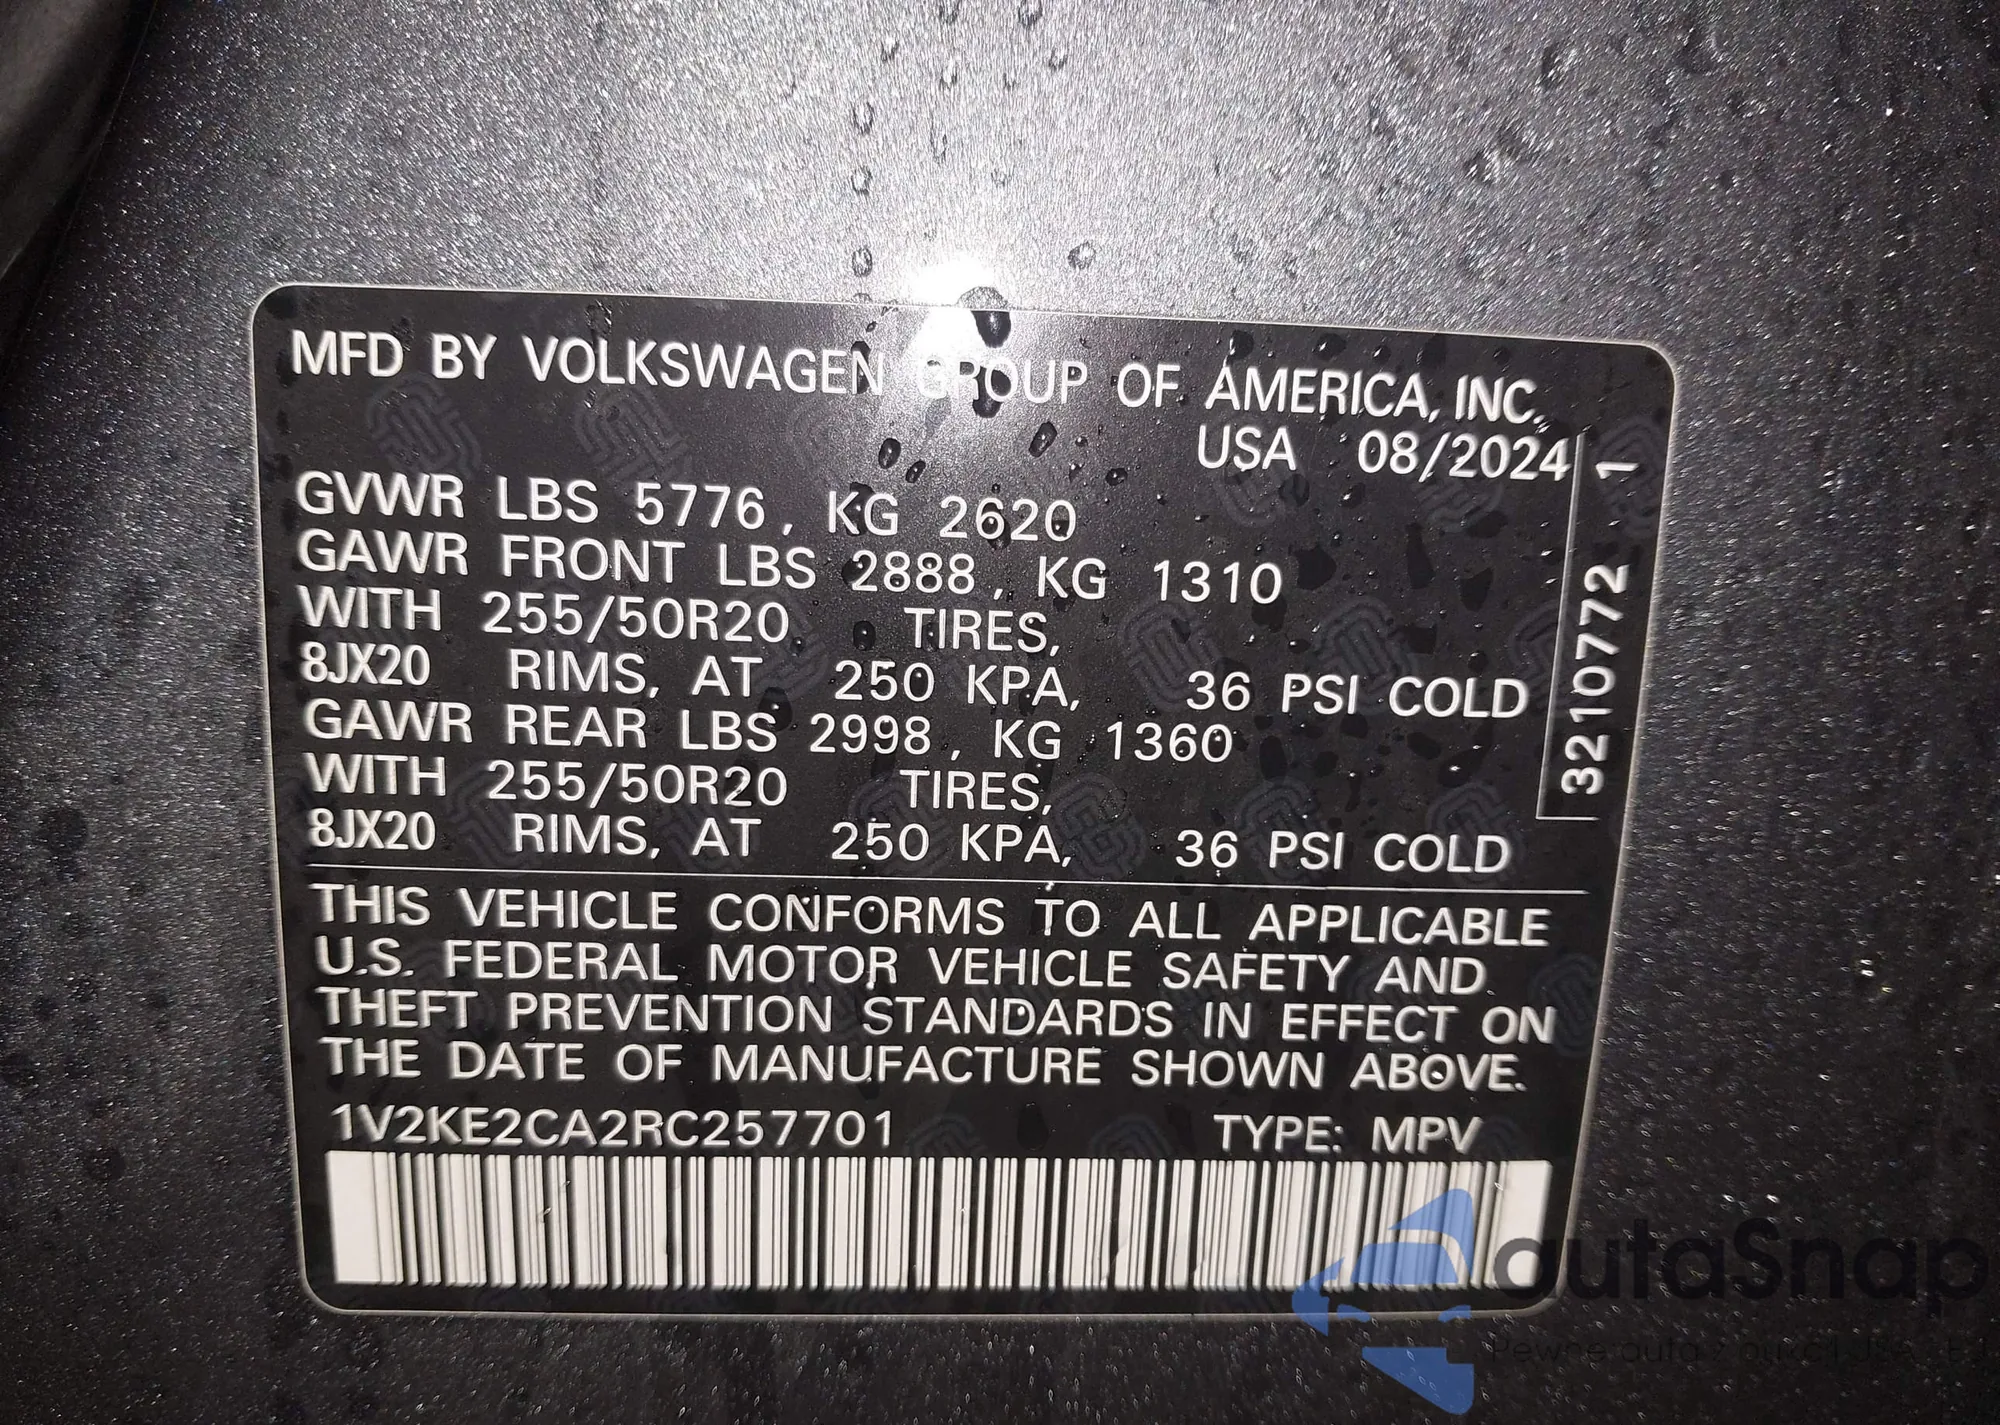 MFD BY VOLKSWAGEN GROUP OF AMERICA, INC.
USA 08/2024
GVWR LBS 5776, KG 2620
GAWR FRONT LBS 2888, KG 1310
WITH 255/50R20 TIRES,
8JX20 RIMS, AT 250 KPA, 36 PSI COLD
GAWR REAR LBS 2998, KG 1360
WITH 255/50R20 TIRES,
8JX20 RIMS, AT 250 KPA, 36 PSI COLD
3210772 1
THIS VEHICLE CONFORMS TO ALL APPLICABLE
U.S. FEDERAL MOTOR VEHICLE SAFETY AND
THEFT PREVENTION STANDARDS IN EFFECT ON
THE DATE OF MANUFACTURE SHOWN ABOVE.
1V2KE2CA2RC257701 TYPE: MPV
autaSnap
Pewne auta z